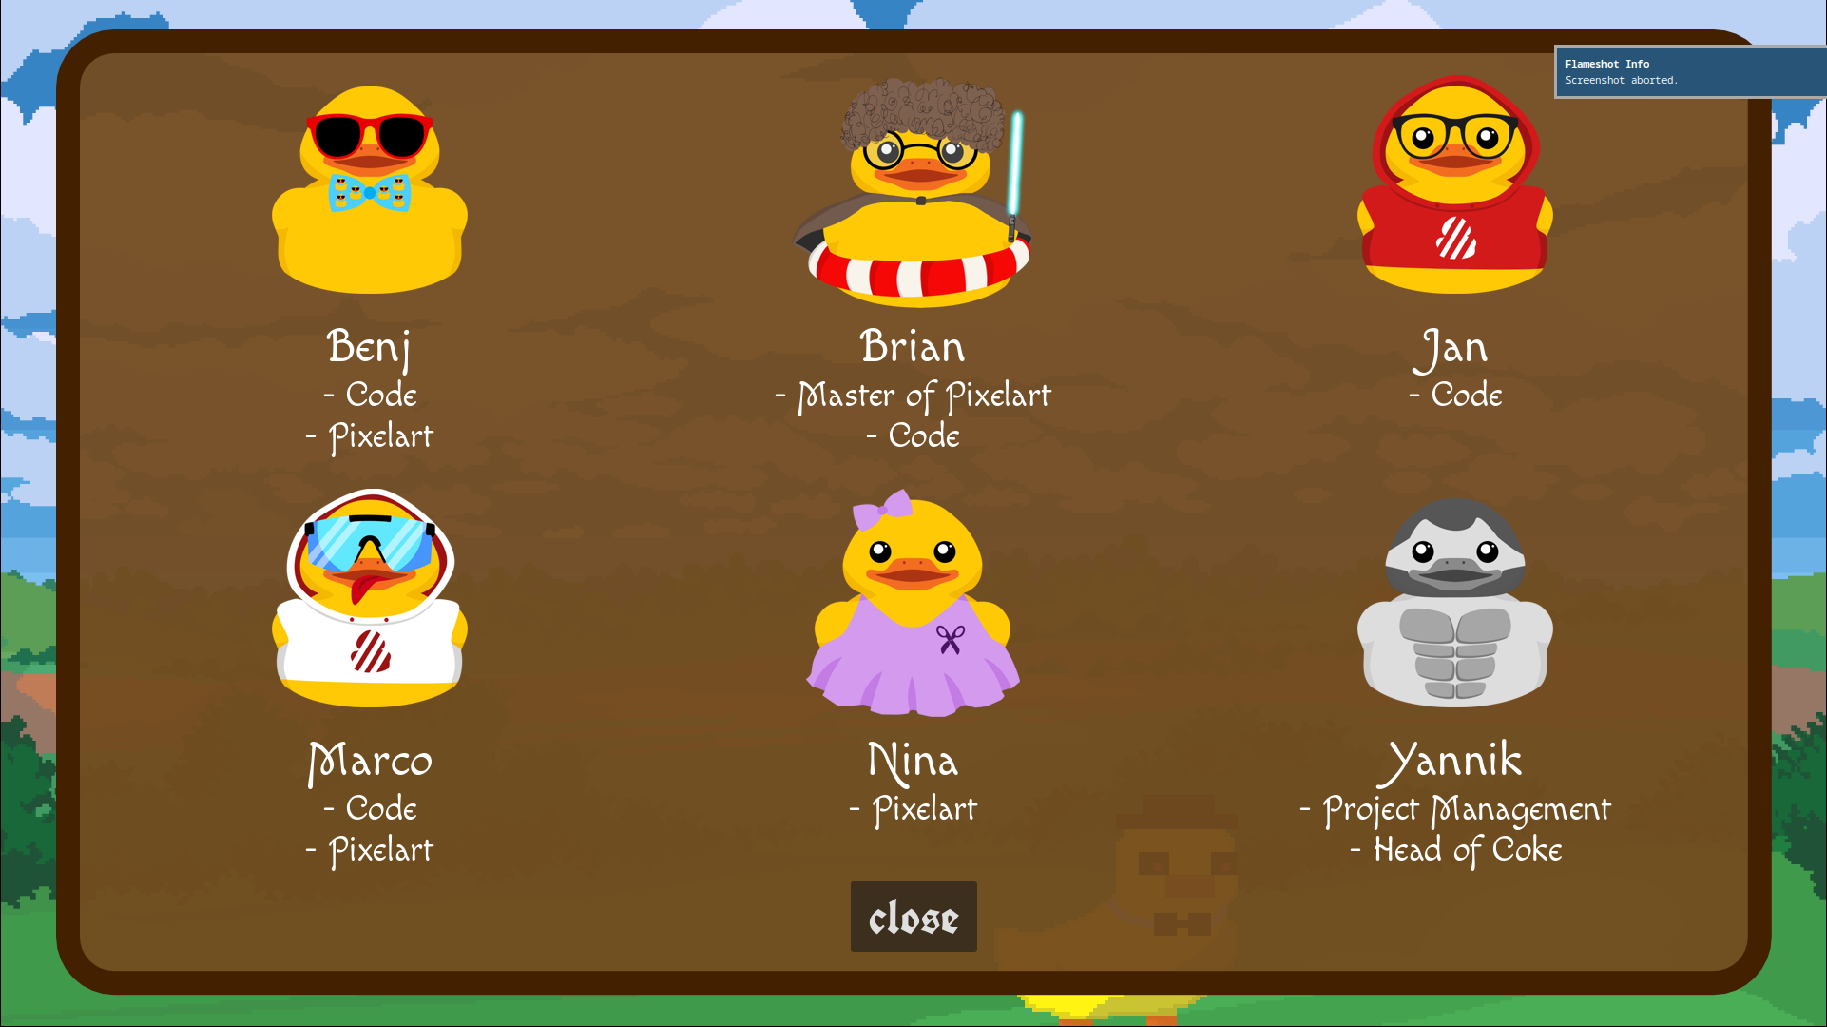 Flameshot Info
Screenshot aborted.
Benj
- Code
- Pixelart
Brian
- Master of Pixelart
- Code
Jan
- Code
Marco
- Code
- Pixelart
Nina
- Pixelart
Yannik
- Project Management
- Head of Coke
close